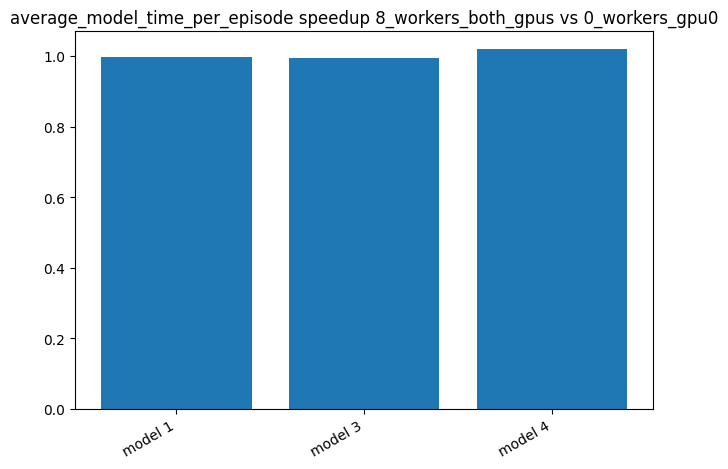 average_model_time_per_episode speedup 8_workers_both_gpus vs 0_workers_gpu0
1.0
0.8
0.6
0.4
0.2
0.0
model 1
model 3
model 4